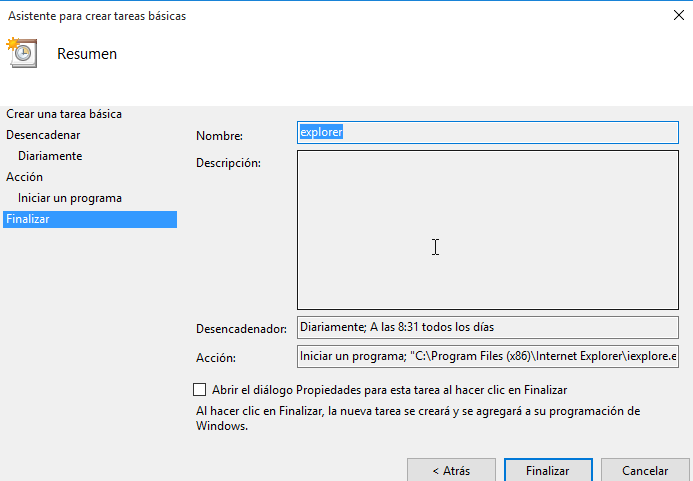 Asistente para crear tareas básicas
Resumen
Crear una tarea básica
Desencadenar
Diariamente
Acción
Iniciar un programa
Finalizar
Nombre:
explorer
Descripción:
Desencadenador:
Diariamente; A las 8:31 todos los días
Acción:
Iniciar un programa; "C:\Program Files (x86)\Internet Explorer\iexplore.e
Abrir el diálogo Propiedades para esta tarea al hacer clic en Finalizar
Al hacer clic en Finalizar, la nueva tarea se creará y se agregará a su programación de
Windows.
< Atrás
Finalizar
Cancelar